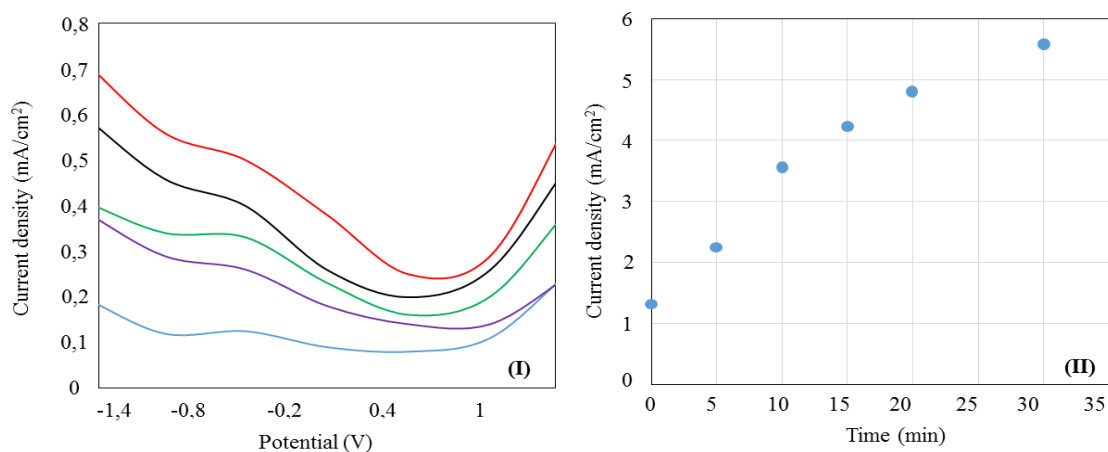 Current density (mA/cm²)
0,8
0,7
0,6
0,5
0,4
0,3
0,2
0,1
0
-1,4 -0,8 -0,2 0,4 1
Potential (V)
(I)
Current density (mA/cm²)
6
5
4
3
2
1
0
0 5 10 15 20 25 30 35
Time (min)
(II)